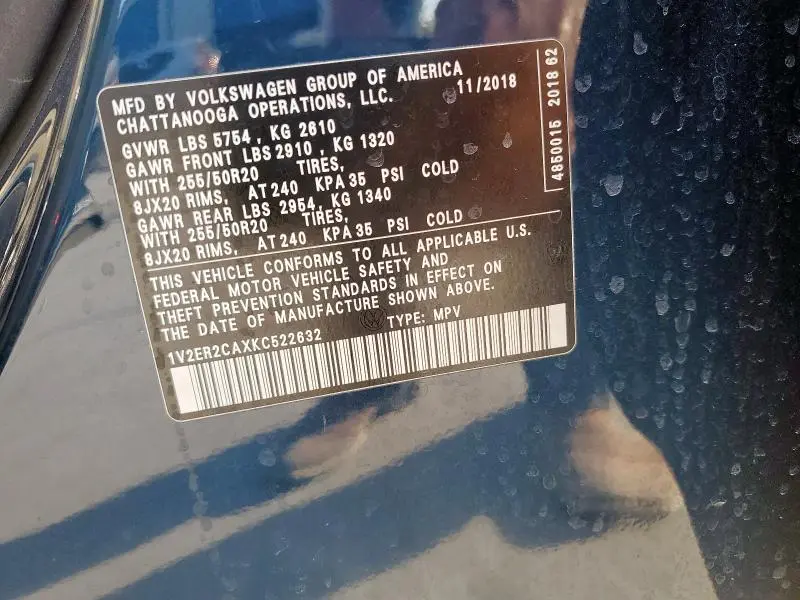 MFD BY VOLKSWAGEN GROUP OF AMERICA
CHATTANOOGA OPERATIONS, LLC. 11/2018
GVWR LBS 5754 , KG 2610
GAWR FRONT LBS 2910 , KG 1320
WITH 255/50R20 TIRES,
8JX20 RIMS, AT 240 KPA 35 PSI COLD
GAWR REAR LBS 2954, KG 1340
WITH 255/50R20 TIRES,
8JX20 RIMS, AT 240 KPA 35 PSI COLD
THIS VEHICLE CONFORMS TO ALL APPLICABLE U.S.
FEDERAL MOTOR VEHICLE SAFETY AND
THEFT PREVENTION STANDARDS IN EFFECT ON
THE DATE OF MANUFACTURE SHOWN ABOVE.
1V2ER2CAXKC522632 TYPE: MPV
4850015 2018 62